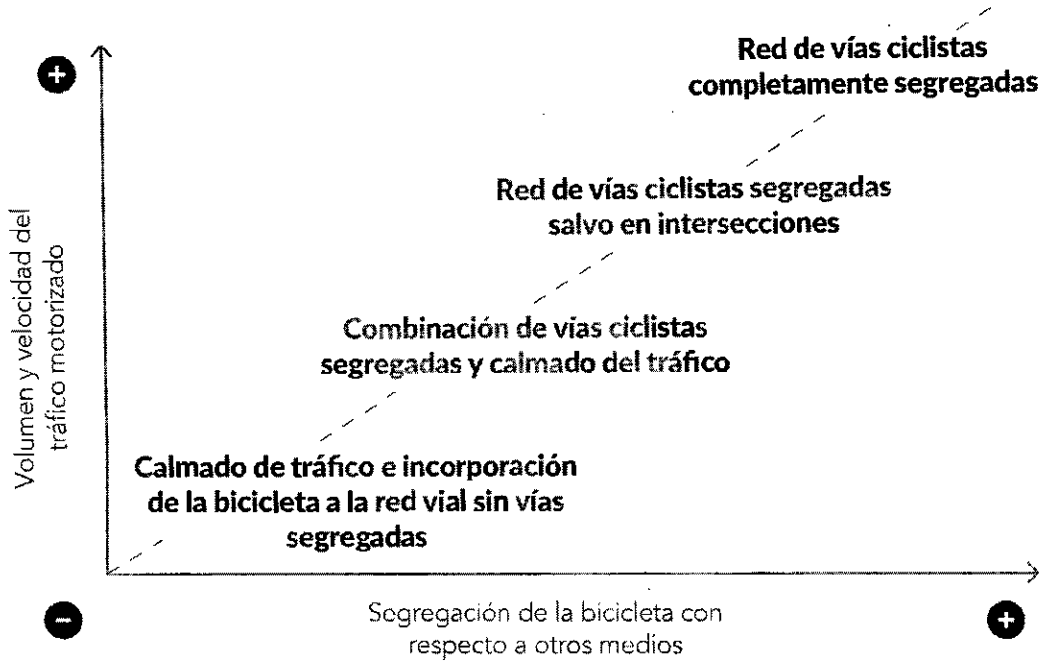 Red de vías ciclistas
completamente segregadas
+
Red de vías ciclistas segregadas
salvo en intersecciones
Volumen y velocidad del
tráfico motorizado
Combinación de vías ciclistas
segregadas y calmado del tráfico
Calmado de tráfico e incorporación
de la bicicleta a la red vial sin vías
segregadas
−
Segregación de la bicicleta con
respecto a otros medios
+